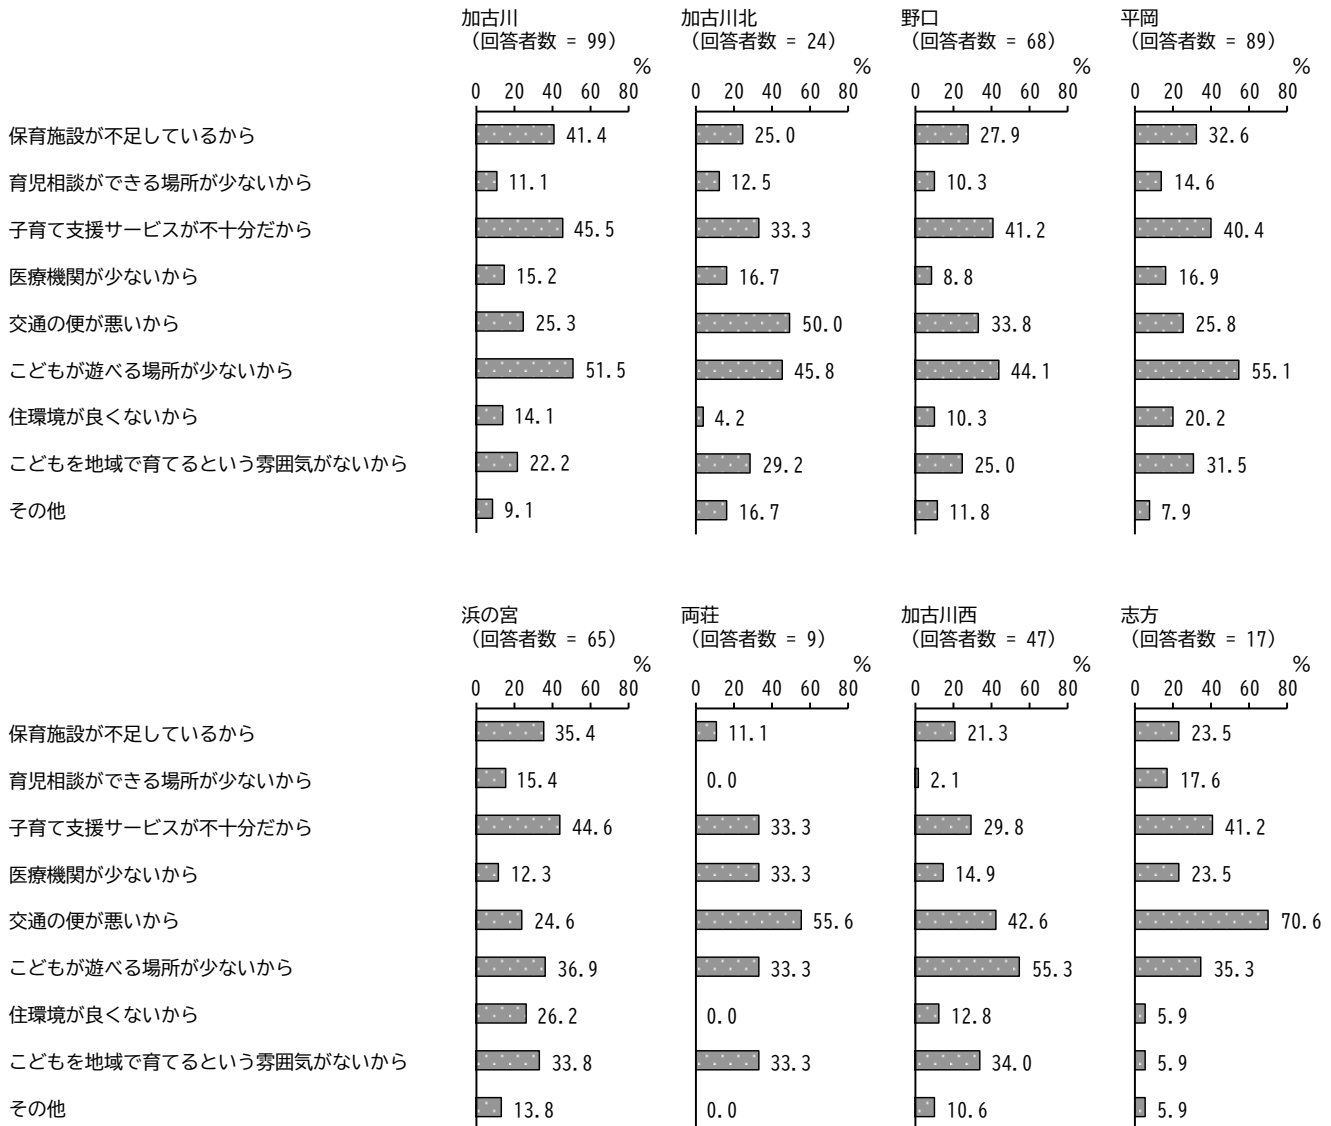 加古川 加古川北 野口 平岡
（回答者数 = 99） （回答者数 = 24） （回答者数 = 68） （回答者数 = 89）
% % % %
0 20 40 60 80 0 20 40 60 80 0 20 40 60 80 0 20 40 60 80
保育施設が不足しているから 41.4 25.0 27.9 32.6
育児相談ができる場所が少ないから 11.1 12.5 10.3 14.6
子育て支援サービスが不十分だから 45.5 33.3 41.2 40.4
医療機関が少ないから 15.2 16.7 8.8 16.9
交通の便が悪いから 25.3 50.0 33.8 25.8
こどもが遊べる場所が少ないから 51.5 45.8 44.1 55.1
住環境が良くないから 14.1 4.2 10.3 20.2
こどもを地域で育てるという雰囲気がないから 22.2 29.2 25.0 31.5
その他 9.1 16.7 11.8 7.9
浜の宮 両荘 加古川西 志方
（回答者数 = 65） （回答者数 = 9） （回答者数 = 47） （回答者数 = 17）
% % % %
0 20 40 60 80 0 20 40 60 80 0 20 40 60 80 0 20 40 60 80
保育施設が不足しているから 35.4 11.1 21.3 23.5
育児相談ができる場所が少ないから 15.4 0.0 2.1 17.6
子育て支援サービスが不十分だから 44.6 33.3 29.8 41.2
医療機関が少ないから 12.3 33.3 14.9 23.5
交通の便が悪いから 24.6 55.6 42.6 70.6
こどもが遊べる場所が少ないから 36.9 33.3 55.3 35.3
住環境が良くないから 26.2 0.0 12.8 5.9
こどもを地域で育てるという雰囲気がないから 33.8 33.3 34.0 5.9
その他 13.8 0.0 10.6 5.9